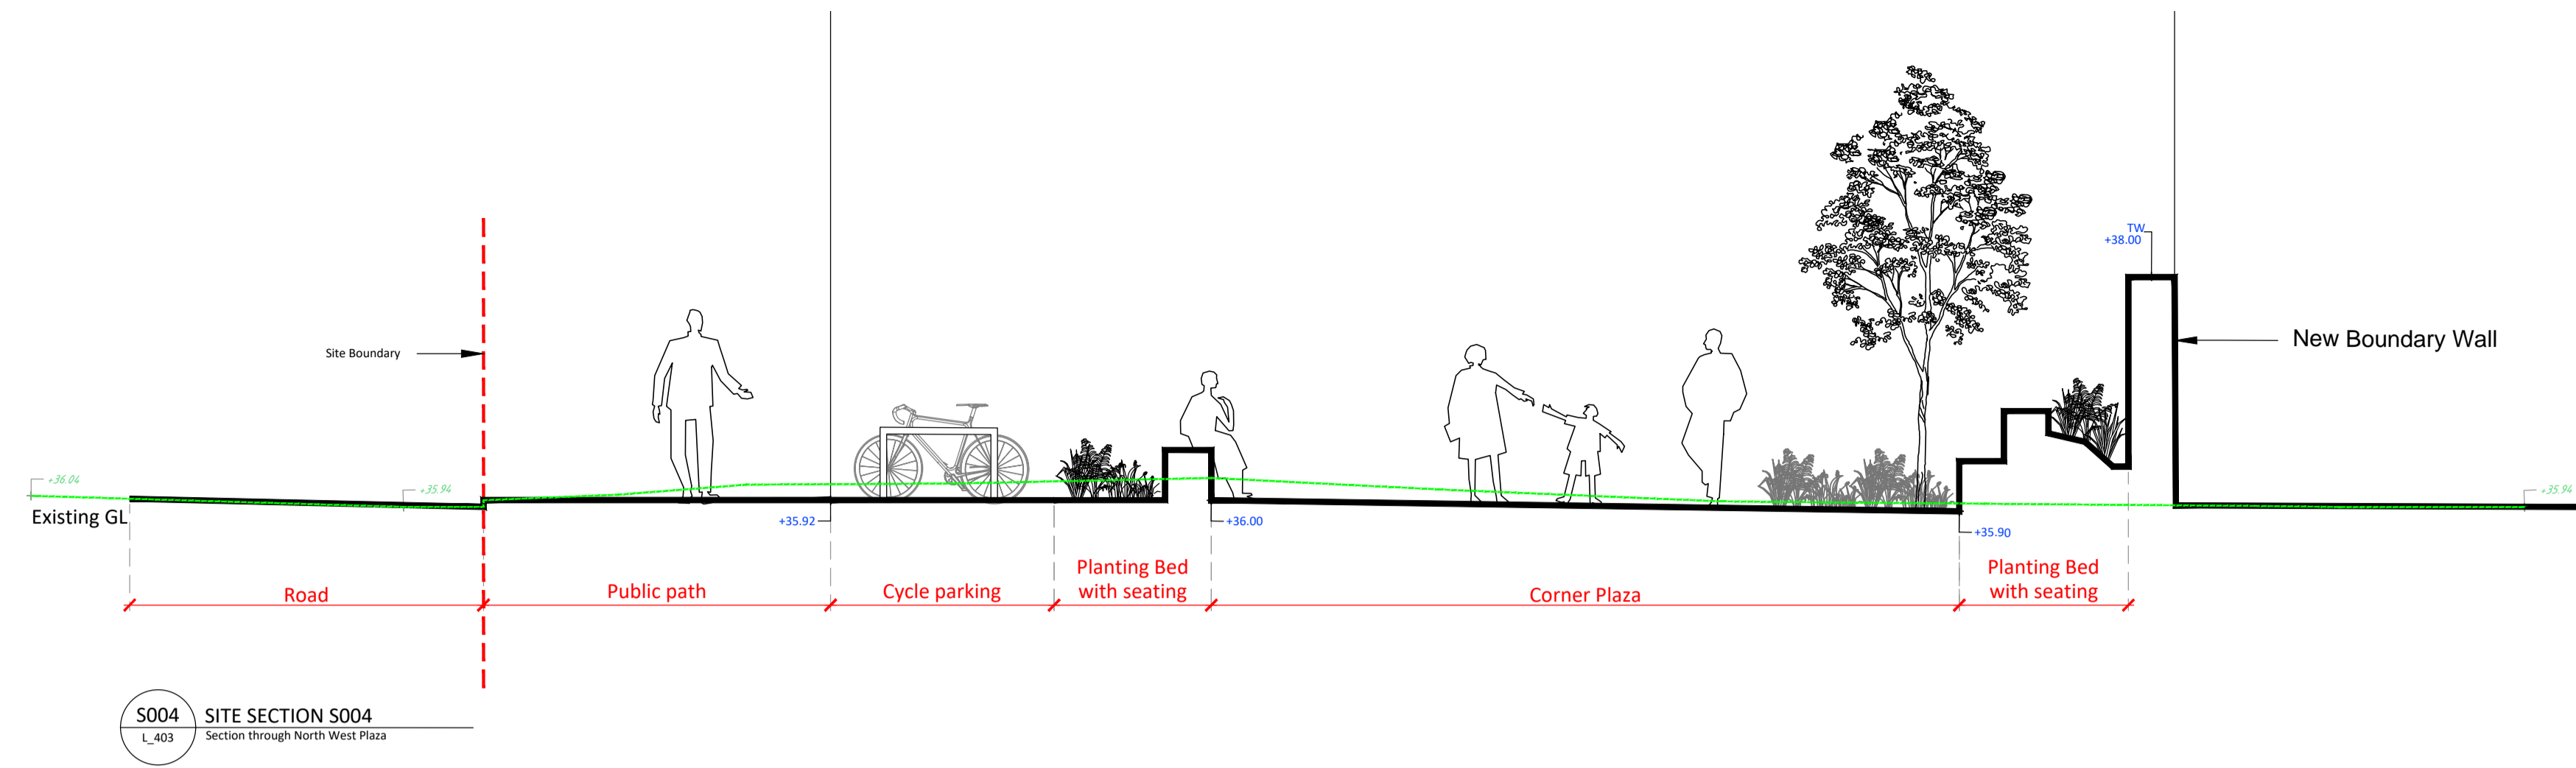 TW
+38.00
Site Boundary
New Boundary Wall
+36.04
+35.94
+35.94
Existing GL
+35.92
+36.00
+35.90
Road
Public path
Cycle parking
Planting Bed
with seating
Corner Plaza
Planting Bed
with seating
S004
L_403
SITE SECTION S004
Section through North West Plaza